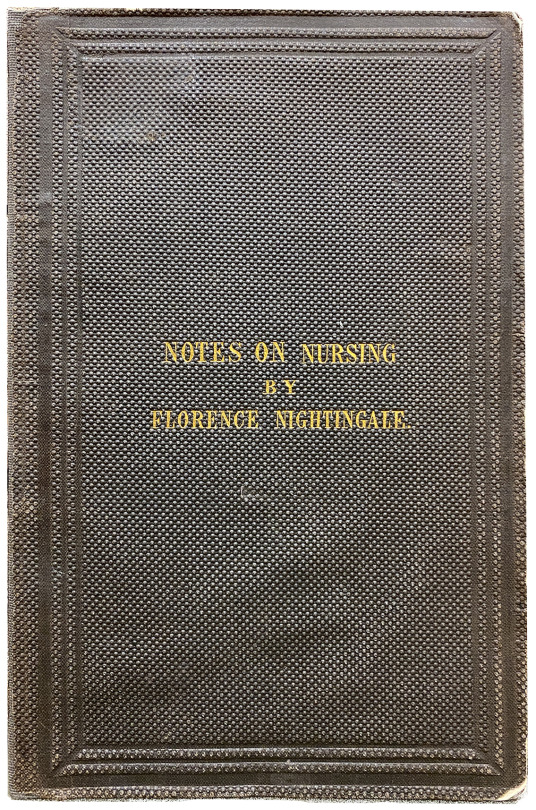 NOTES ON NURSING
BY
FLORENCE NIGHTINGALE.